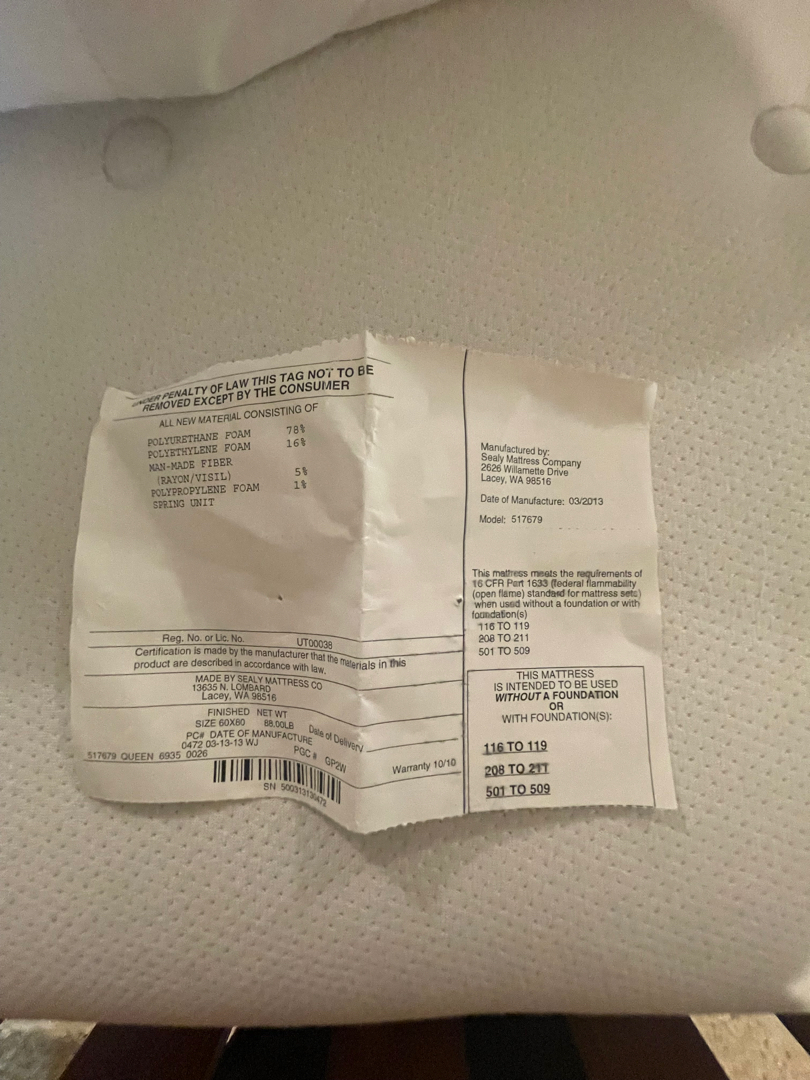 UNDER PENALTY OF LAW THIS TAG NOT TO BE
REMOVED EXCEPT BY THE CONSUMER
ALL NEW MATERIAL CONSISTING OF
POLYURETHANE FOAM 78%
POLYETHYLENE FOAM 16%
MAN-MADE FIBER
(RAYON/VISIL) 5%
POLYPROPYLENE FOAM 1%
SPRING UNIT
Reg. No. or Lic. No. UT00038
Certification is made by the manufacturer that the materials in this
product are described in accordance with law.
MADE BY SEALY MATTRESS CO
13635 N. LOMBARD
Lacey, WA 98516
FINISHED NET WT
SIZE 60X80 88.00LB
PC# DATE OF MANUFACTURE Date of Delivery
0472 03-13-13 WJ
517679 QUEEN 6935 0026 PGC # GP2W
SN 500313130472
Warranty 10/10
Manufactured by:
Sealy Mattress Company
2626 Willamette Drive
Lacey, WA 98516
Date of Manufacture: 03/2013
Model: 517679
This mattress meets the requirements of
16 CFR Part 1633 (federal flammability
(open flame) standard for mattress sets)
when used without a foundation or with
foundation(s)
116 TO 119
208 TO 211
501 TO 509
THIS MATTRESS
IS INTENDED TO BE USED
WITHOUT A FOUNDATION
OR
WITH FOUNDATION(S):
116 TO 119
208 TO 211
501 TO 509